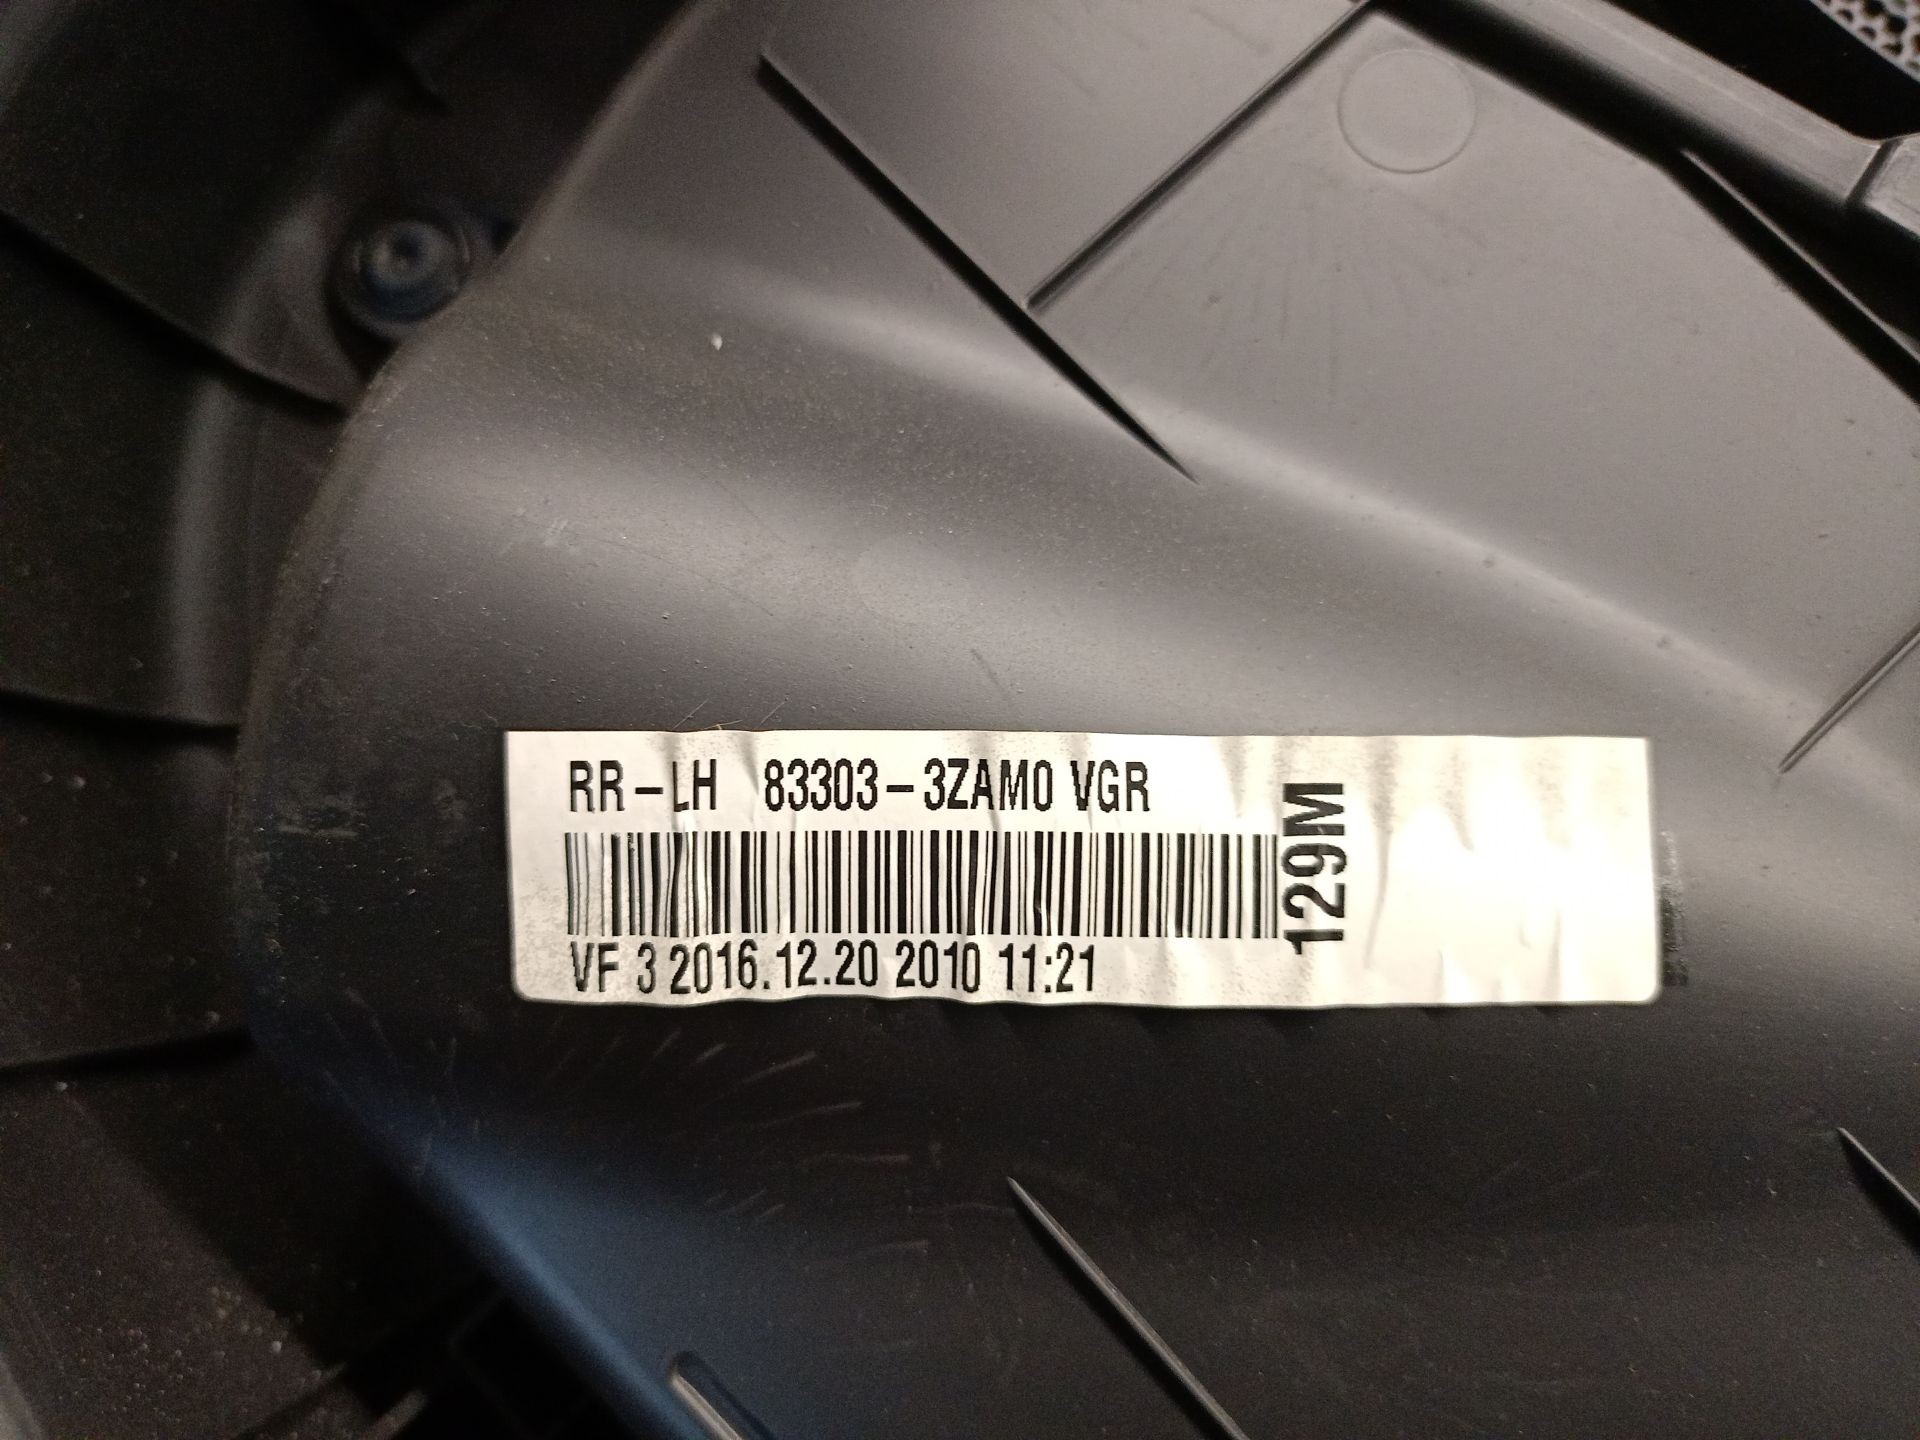 RR-LH 83303-3ZAM0 VGR
129M
VF 3 2016.12.20 2010 11:21